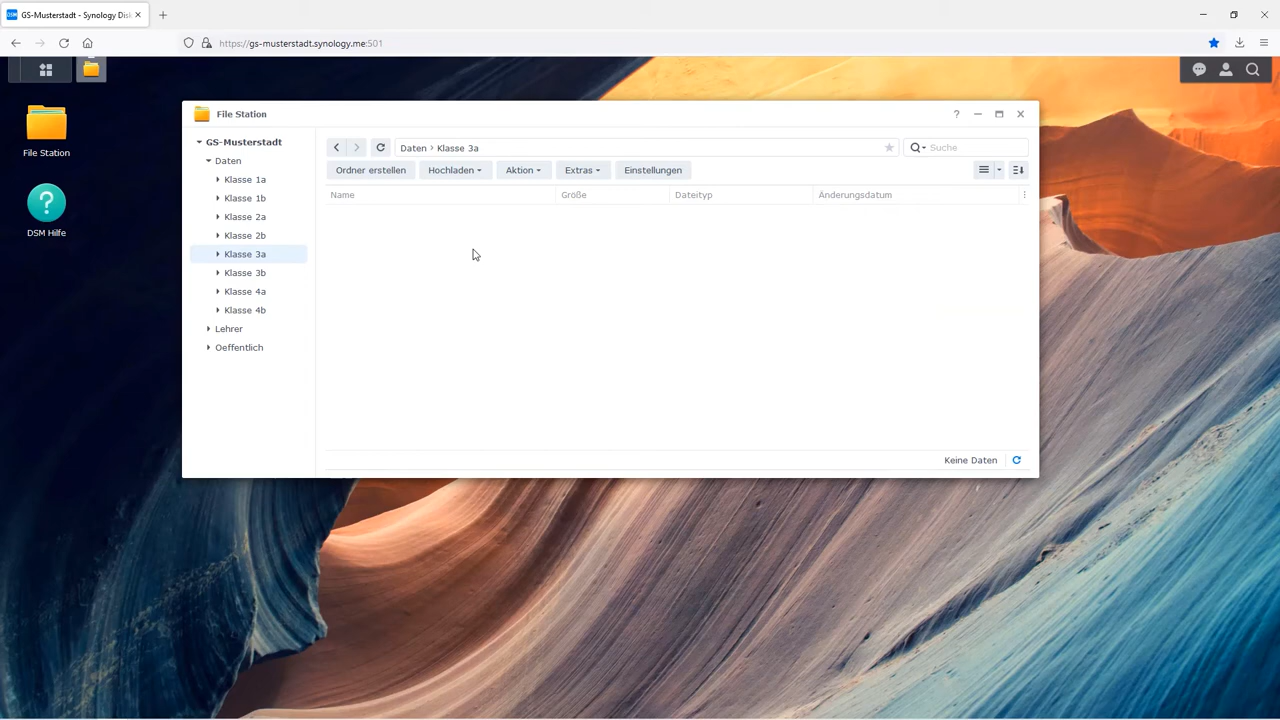 GS-Musterstadt - Synology Dis
https://gs-musterstadt.synology.me:501
File Station
DSM Hilfe
File Station
GS-Musterstadt
Daten
Klasse 1a
Klasse 1b
Klasse 2a
Klasse 2b
Klasse 3a
Klasse 3b
Klasse 4a
Klasse 4b
Lehrer
Oeffentlich
Daten › Klasse 3a
Suche
Ordner erstellen
Hochladen
Aktion
Extras
Einstellungen
Name Größe Dateityp Änderungsdatum
Keine Daten